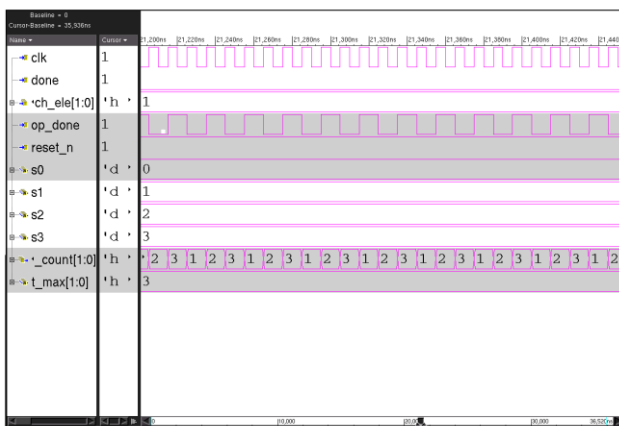 Baseline = 0
Cursor-Baseline = 35,936ns
Name Cursor 21,200ns 21,220ns 21,240ns 21,260ns 21,280ns 21,300ns 21,320ns 21,340ns 21,360ns 21,380ns 21,400ns 21,420ns 21,440
clk 1
done 1
ch_ele[1:0] 'h 1
op_done 1
reset_n 1
s0 'd 0
s1 'd 1
s2 'd 2
s3 'd 3
_count[1:0] 'h 2 3 1 2 3 1 2 3 1 2 3 1 2 3 1 2 3 1 2 3 1 2 3 1 2
t_max[1:0] 'h 3
0 10,000 30,000